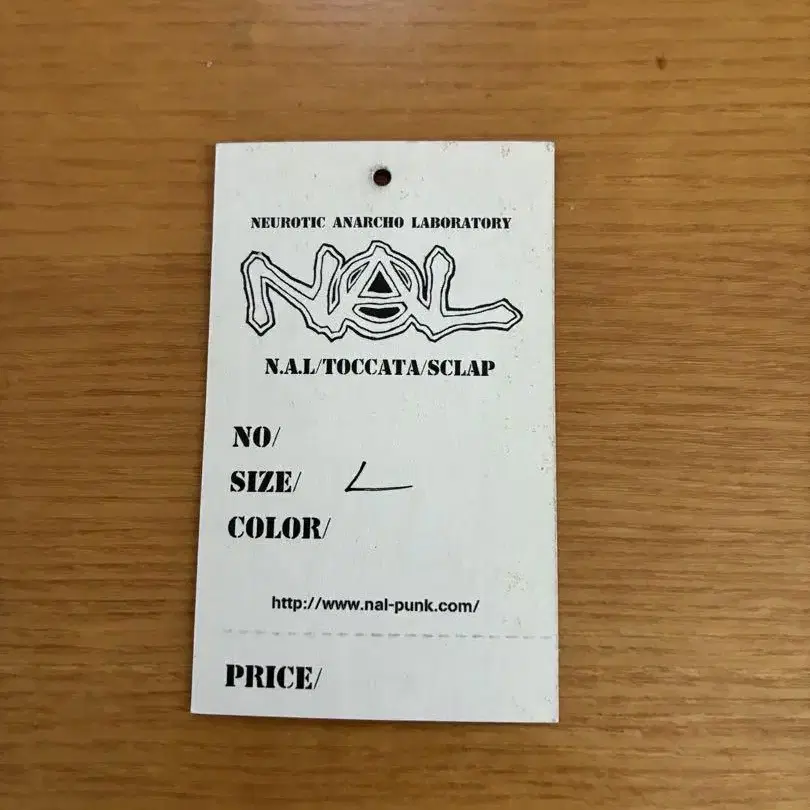 NEUROTIC ANARCHO LABORATORY
NAL
N.A.L/TOCCATA/SCLAP
NO/
SIZE/ L
COLOR/
http://www.nal-punk.com/
PRICE/